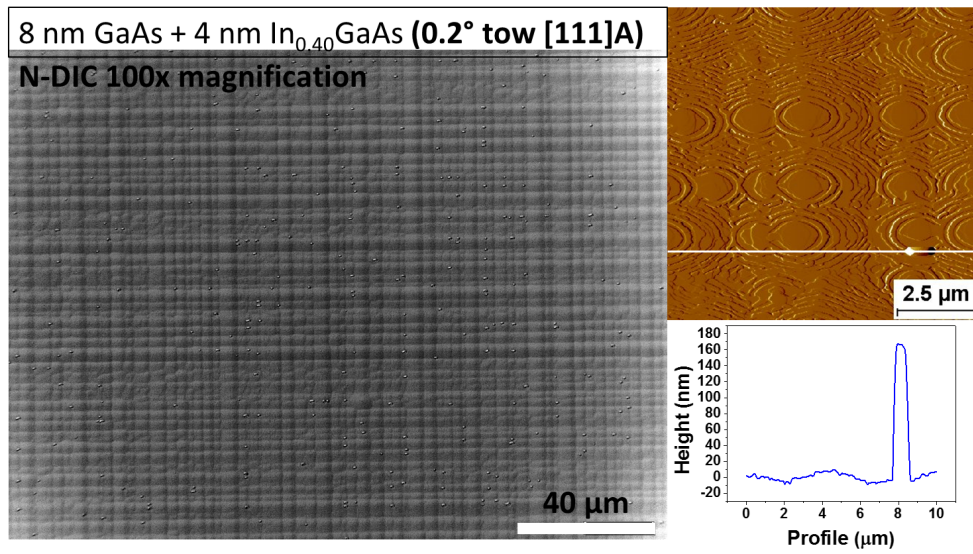 8 nm GaAs + 4 nm In0.40GaAs (0.2° tow [111]A)
N-DIC 100x magnification
40 µm
2.5 µm
180
160
140
120
100
80
60
40
20
0
-20
Height (nm)
0 2 4 6 8 10
Profile (µm)